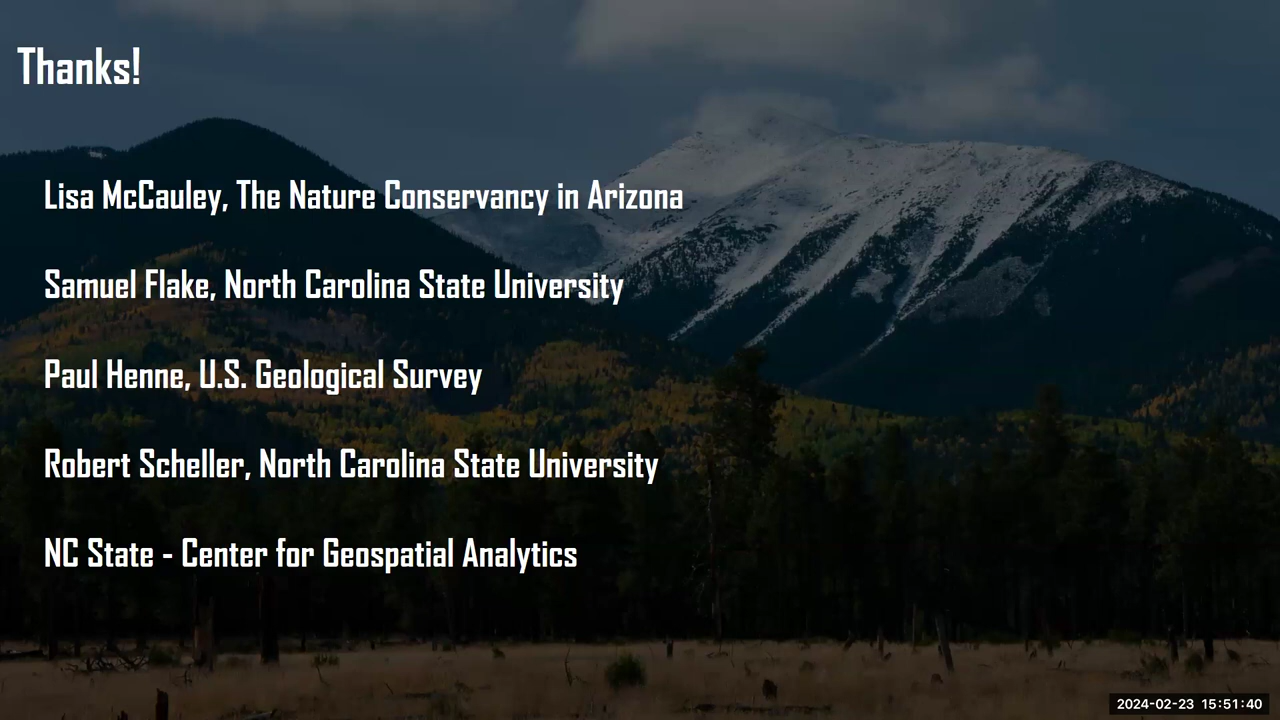 Thanks!
Lisa McCauley, The Nature Conservancy in Arizona
Samuel Flake, North Carolina State University
Paul Henne, U.S. Geological Survey
Robert Scheller, North Carolina State University
NC State - Center for Geospatial Analytics
2024-02-23 15:51:40